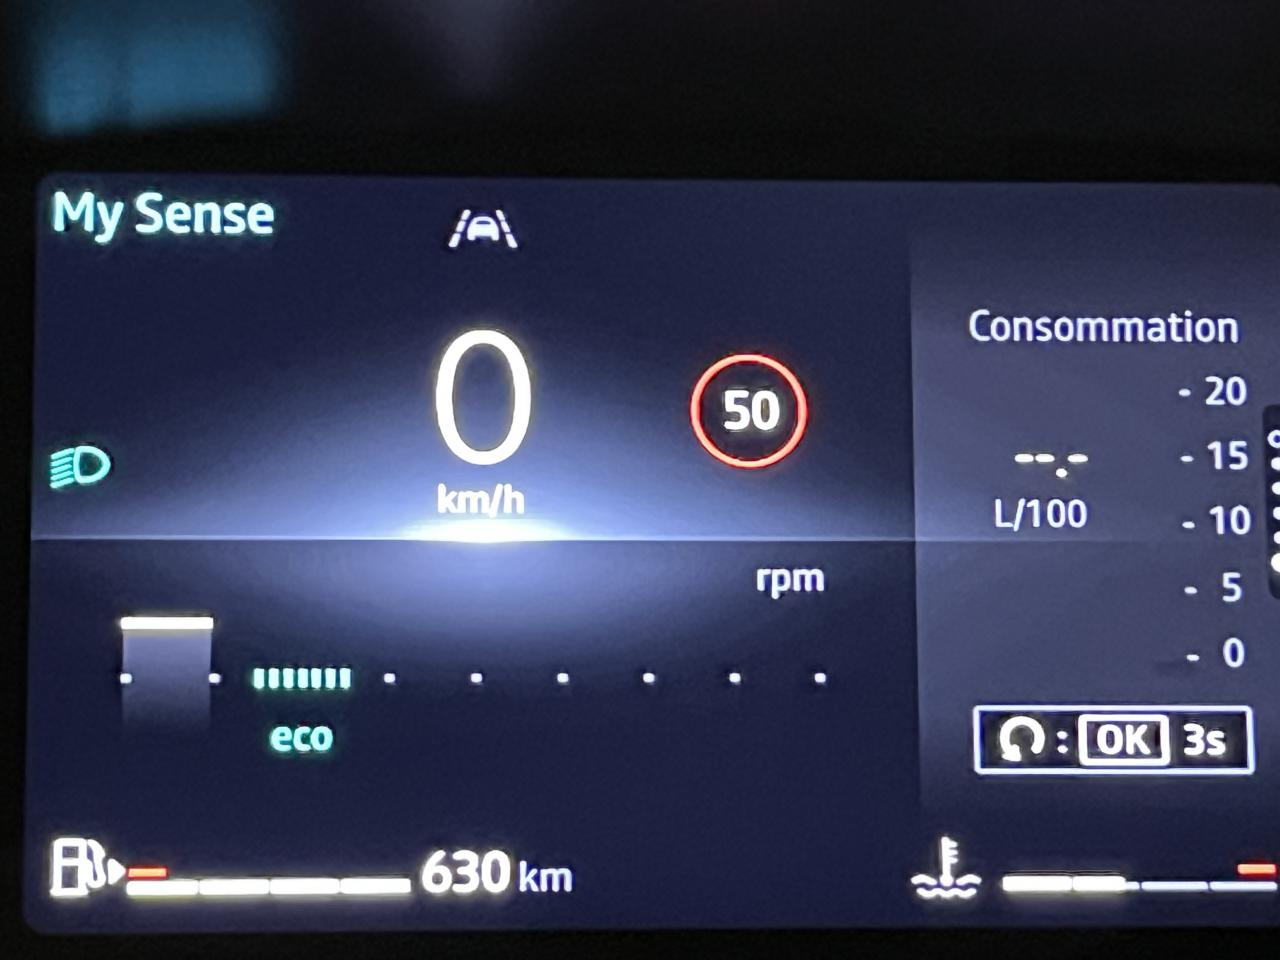 My Sense
0
km/h
50
rpm
eco
630 km
Consommation
- 20
- 15
--.-
L/100
- 10
- 5
- 0
: OK 3s